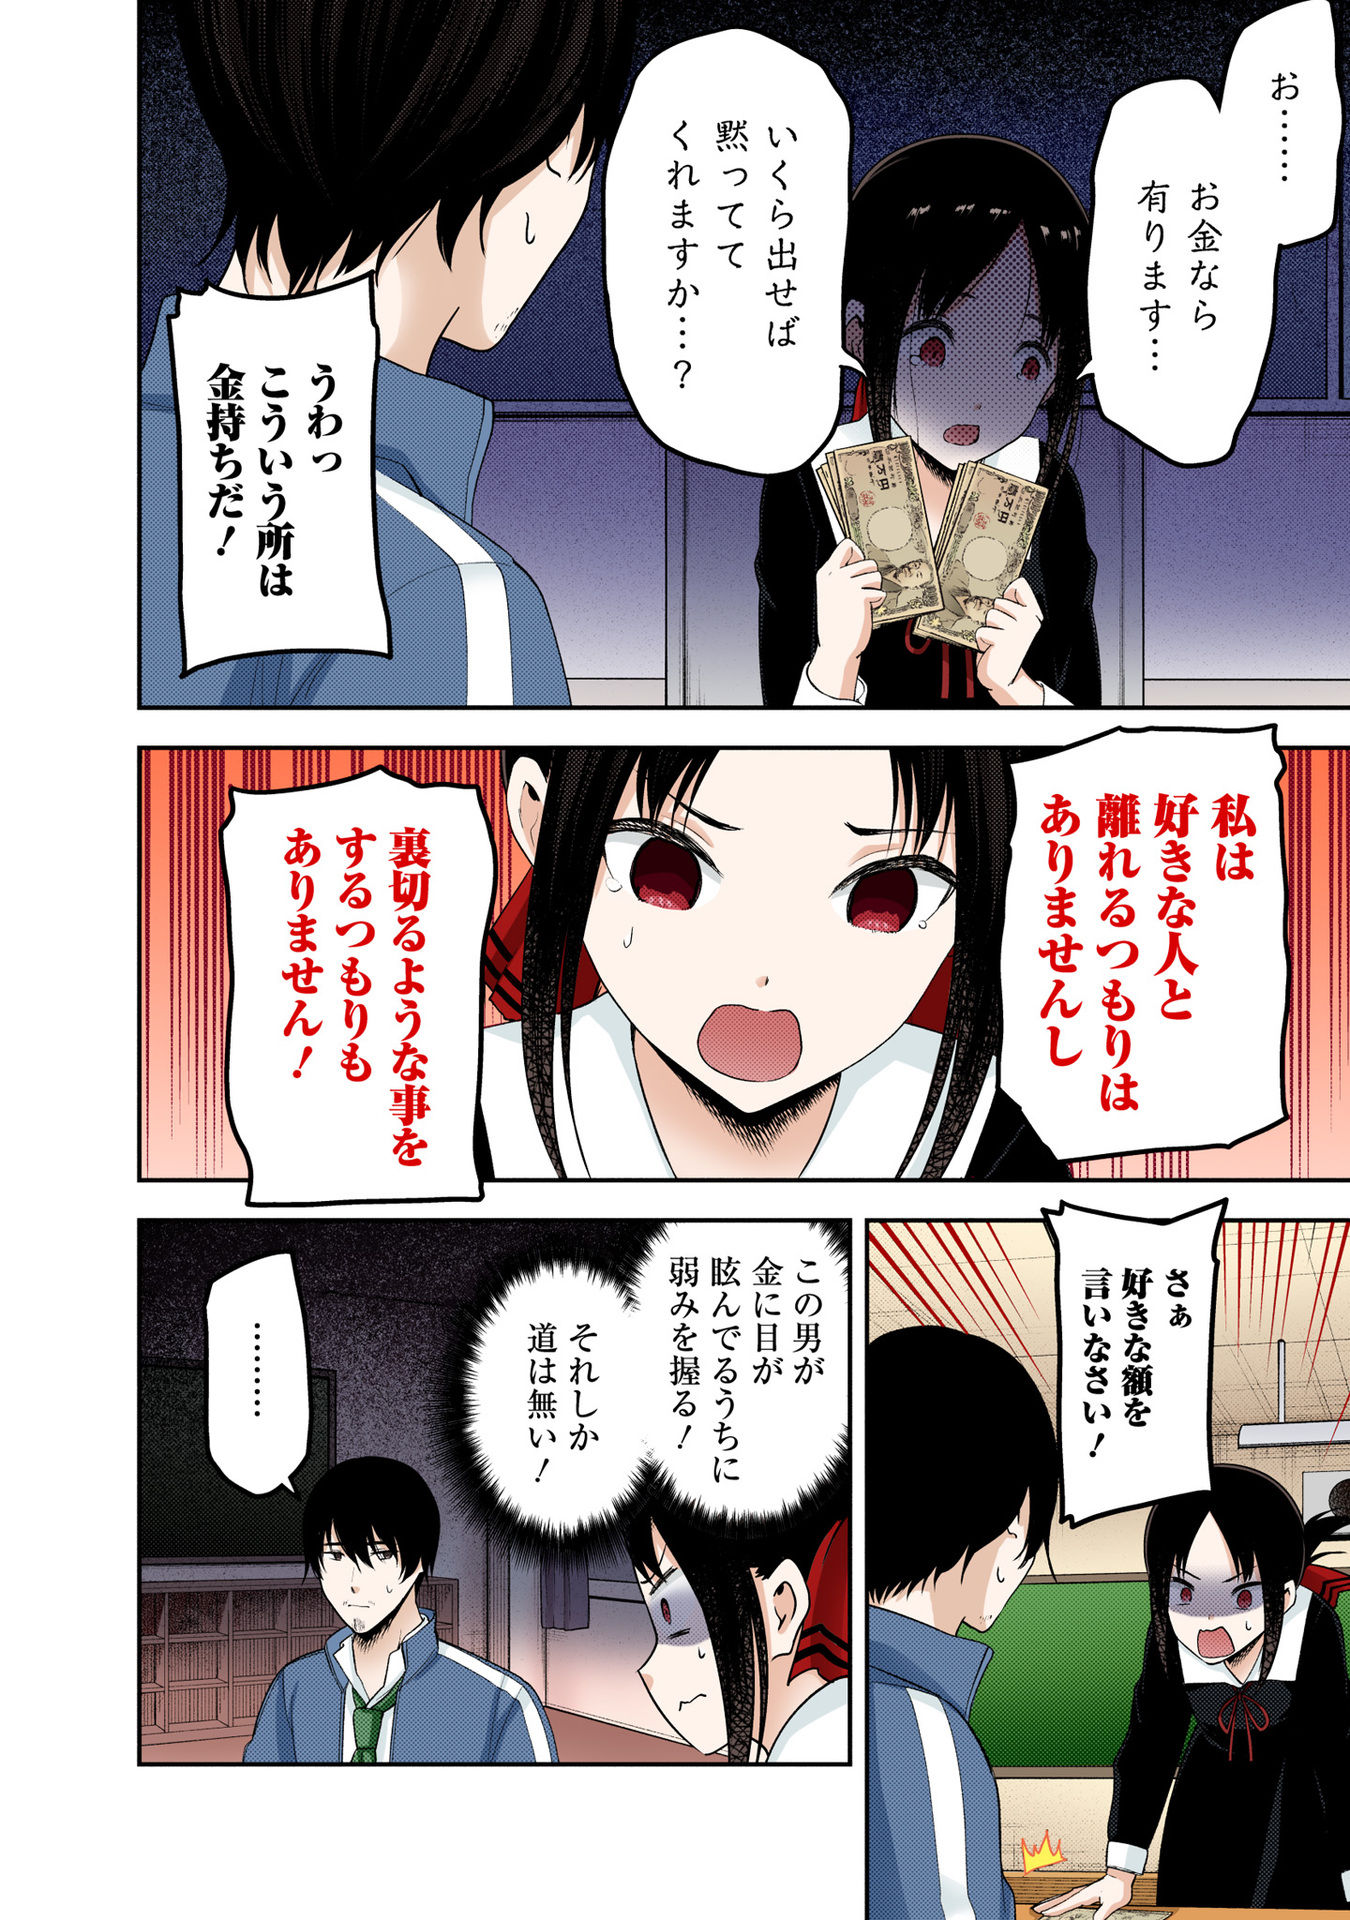 お……
お金なら
有ります…
いくら出せば
黙ってて
くれますか…?
うわっ
こういう所は
金持ちだ!
私は
好きな人と
離れるつもりは
ありませんし
裏切るような事を
するつもりも
ありません!
さぁ
好きな額を
言いなさい!
この男が
金に目が
眩んでるうちに
弱みを握る!
それしか
道は無い!
………